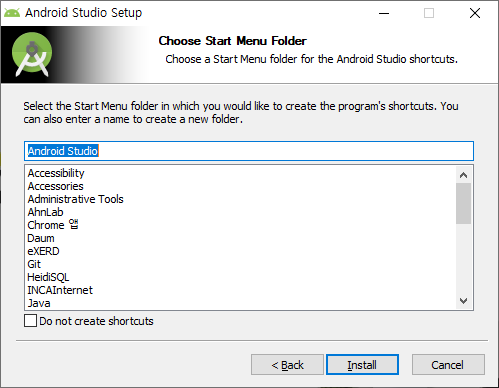 Android Studio Setup
Choose Start Menu Folder
Choose a Start Menu folder for the Android Studio shortcuts.
Select the Start Menu folder in which you would like to create the program's shortcuts. You
can also enter a name to create a new folder.
Android Studio
Accessibility
Accessories
Administrative Tools
AhnLab
Chrome 앱
Daum
eXERD
Git
HeidiSQL
INCAInternet
Java
Do not create shortcuts
< Back
Install
Cancel